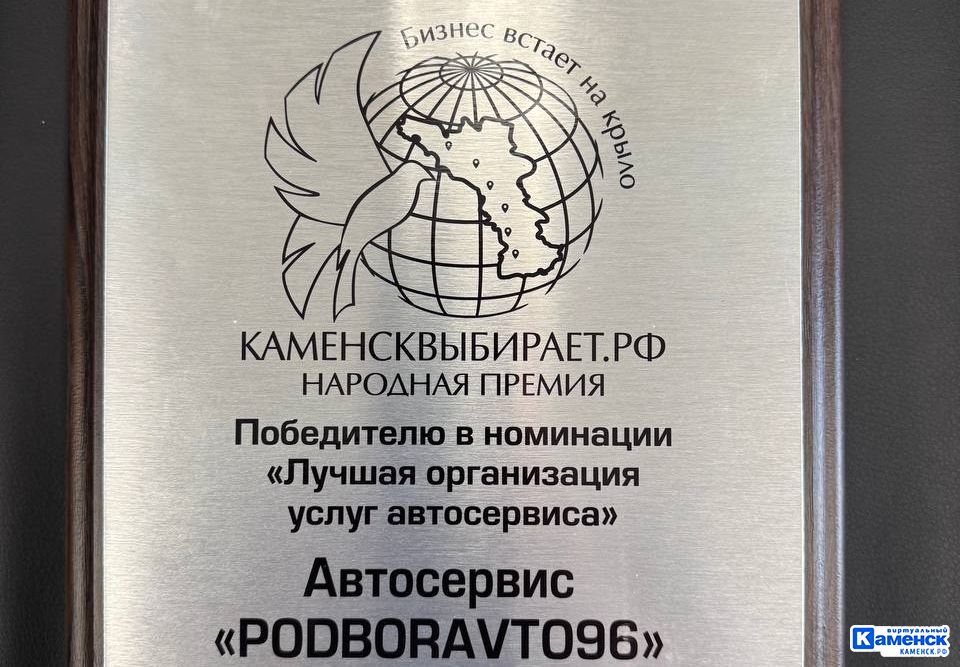 Бизнес встает на крыло
КАМЕНСКВЫБИРАЕТ.РФ
НАРОДНАЯ ПРЕМИЯ
Победителю в номинации
«Лучшая организация
услуг автосервиса»
Автосервис
«PODBORAVTO96»
виртуальный
Каменск
КАМЕНСК.РФ